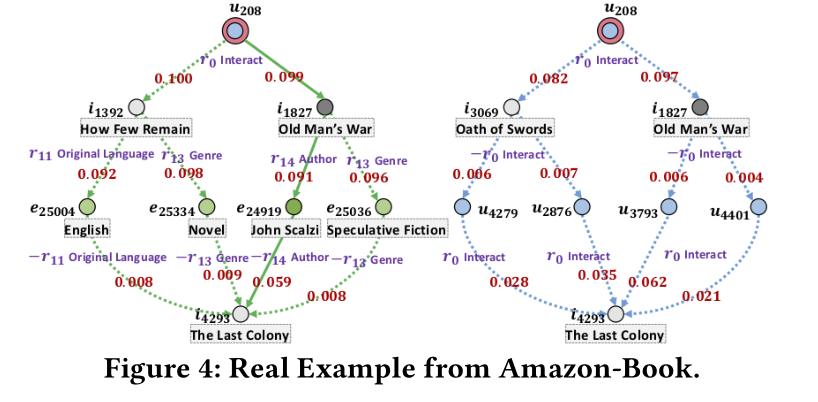 u208 u208
r0 Interact r0 Interact
0.100 0.099 0.082 0.097
i1392 i1827 i3069 i1827
How Few Remain Old Man's War Oath of Swords Old Man's War
r11 Original Language r13 Genre r14 Author r13 Genre −r0 Interact −r0 Interact
0.092 0.098 0.091 0.096 0.006 0.007 0.006 0.004
e25004 e25334 e24919 e25036 u4279 u2876 u3793 u4401
English Novel John Scalzi Speculative Fiction
−r11 Original Language −r13 Genre −r14 Author −r13 Genre r0 Interact r0 Interact r0 Interact
0.008 0.009 0.059 0.008 0.028 0.035 0.062 0.021
i4293 i4293
The Last Colony The Last Colony
Figure 4: Real Example from Amazon-Book.